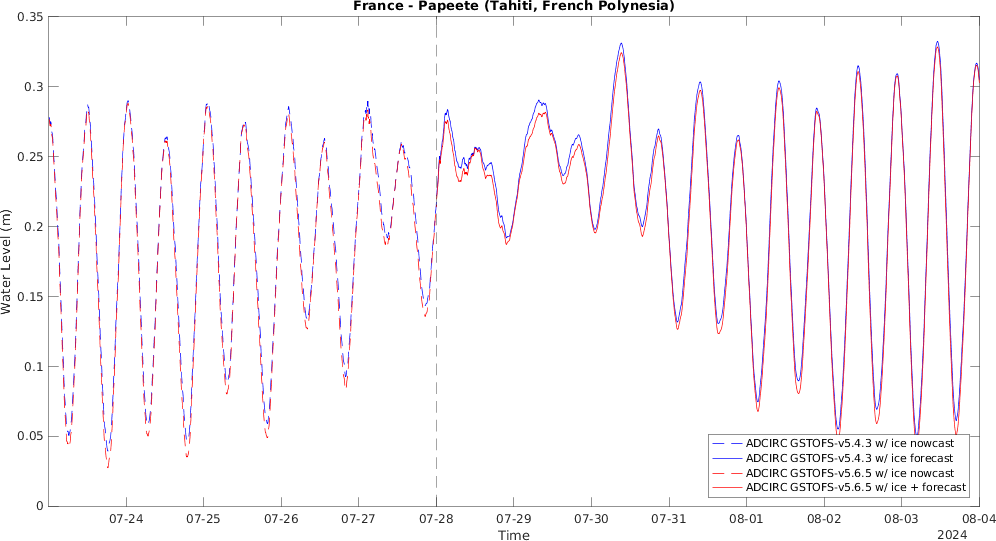 France - Papeete (Tahiti, French Polynesia)
Water Level (m)
0.35
0.3
0.25
0.2
0.15
0.1
0.05
0
ADCIRC GSTOFS-v5.4.3 w/ ice nowcast
ADCIRC GSTOFS-v5.4.3 w/ ice forecast
ADCIRC GSTOFS-v5.6.5 w/ ice nowcast
ADCIRC GSTOFS-v5.6.5 w/ ice + forecast
07-24 07-25 07-26 07-27 07-28 07-29 07-30 07-31 08-01 08-02 08-03 08-04
Time
2024